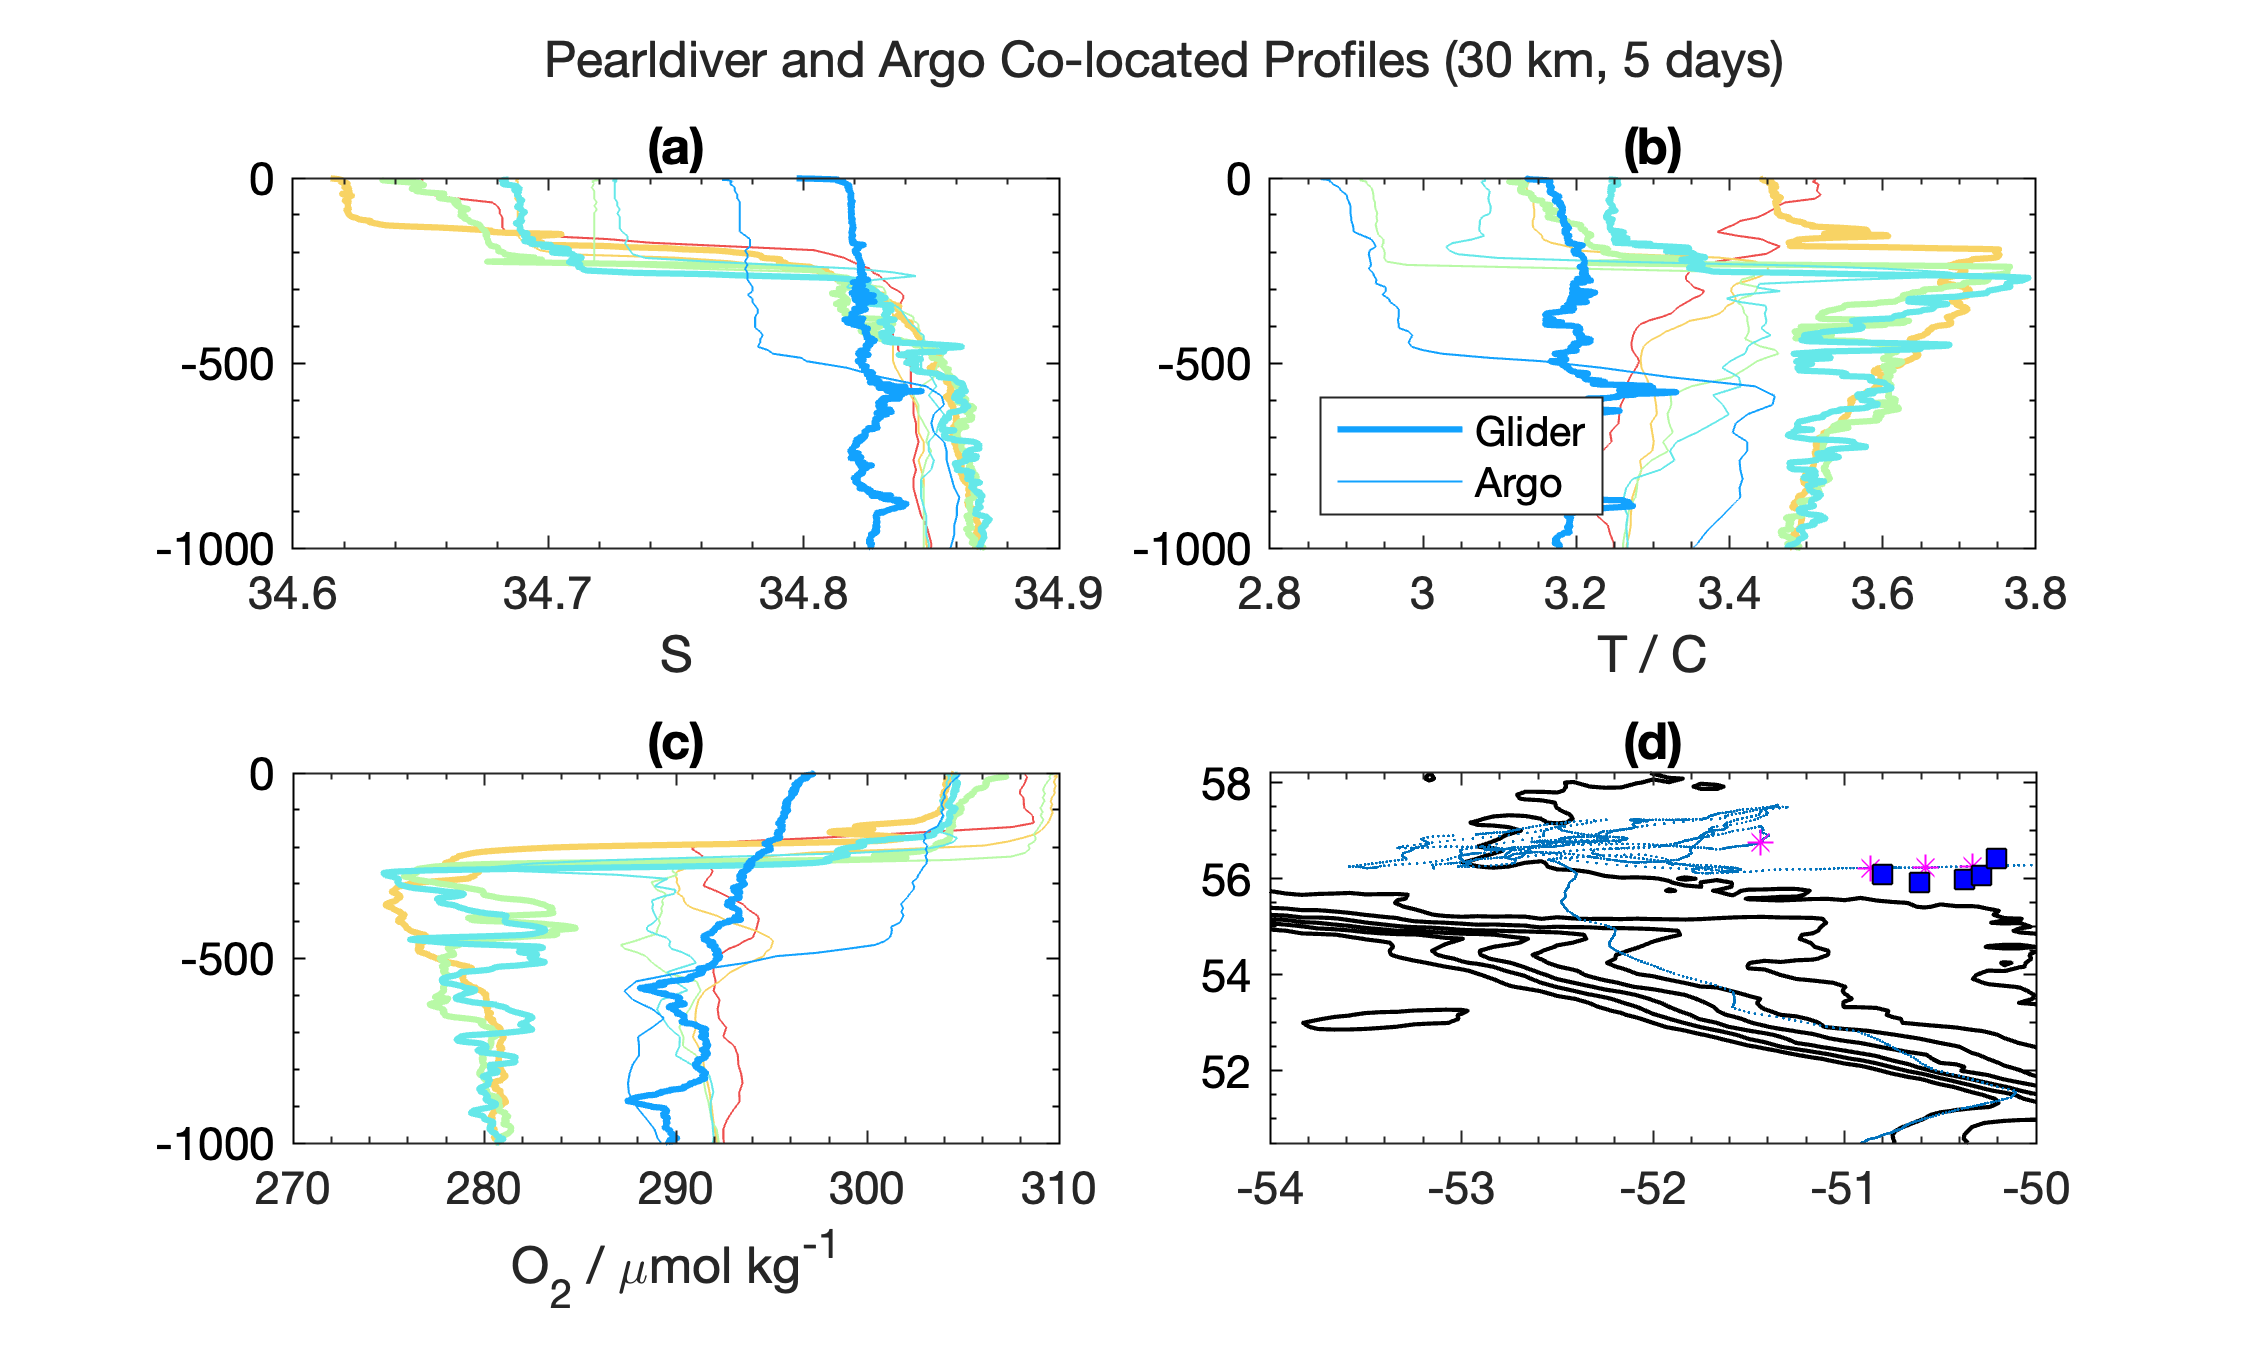 Pearldiver and Argo Co-located Profiles (30 km, 5 days)
(a)
0
-500
-1000
34.6 34.7 34.8 34.9
S
(b)
0
-500
-1000
Glider
Argo
2.8 3 3.2 3.4 3.6 3.8
T / C
(c)
0
-500
-1000
270 280 290 300 310
O2 / μmol kg-1
(d)
58
56
54
52
-54 -53 -52 -51 -50